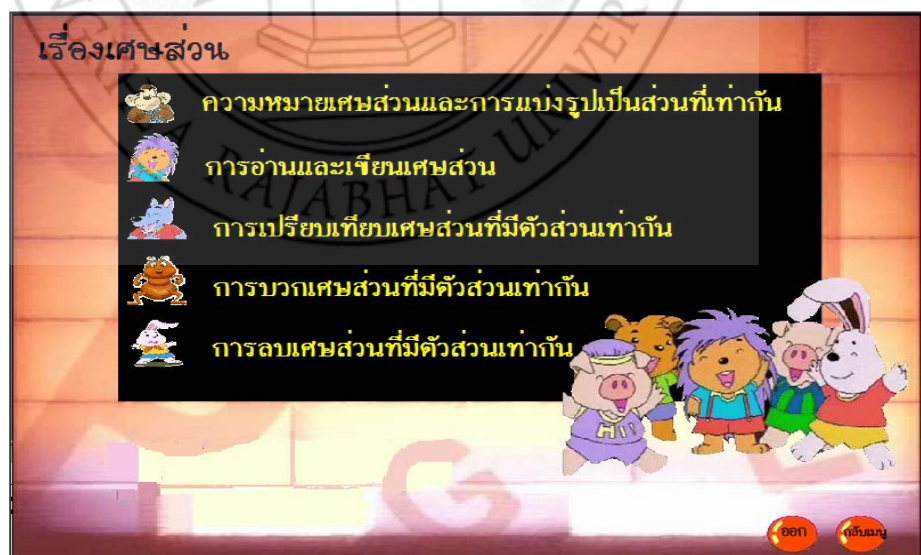 เรื่องเศษส่วน
ความหมายเศษส่วนและการแบ่งรูปเป็นส่วนที่เท่ากัน
การอ่านและเขียนเศษส่วน
การเปรียบเทียบเศษส่วนที่มีตัวส่วนเท่ากัน
การบวกเศษส่วนที่มีตัวส่วนเท่ากัน
การลบเศษส่วนที่มีตัวส่วนเท่ากัน
RAJABHAT UNIVER
HII
G
ออก กลับเมนู